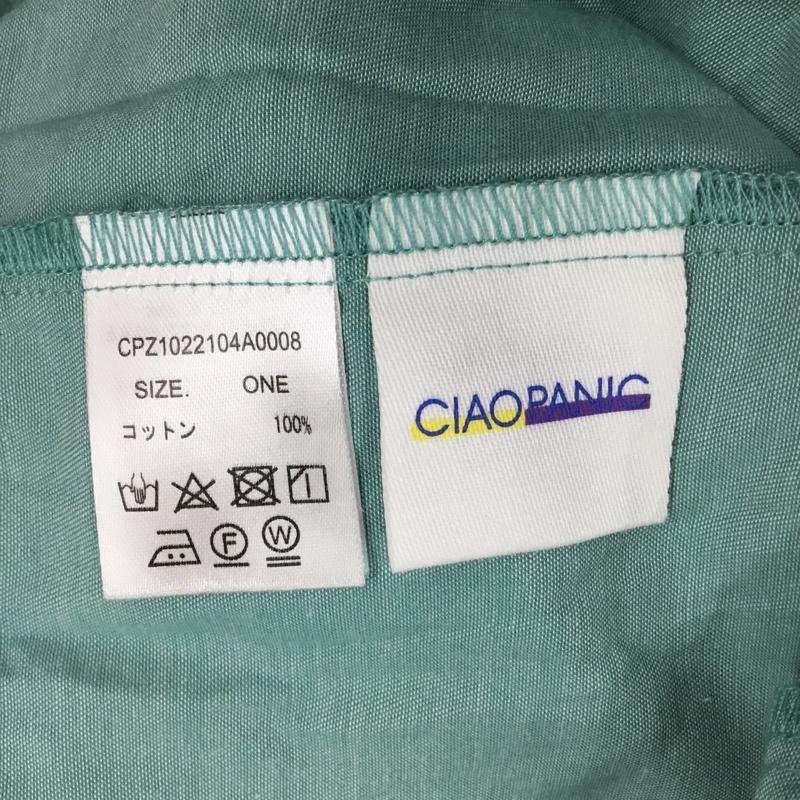 CPZ1022104A0008
SIZE. ONE
コットン 100%
F W
CIAOPANIC